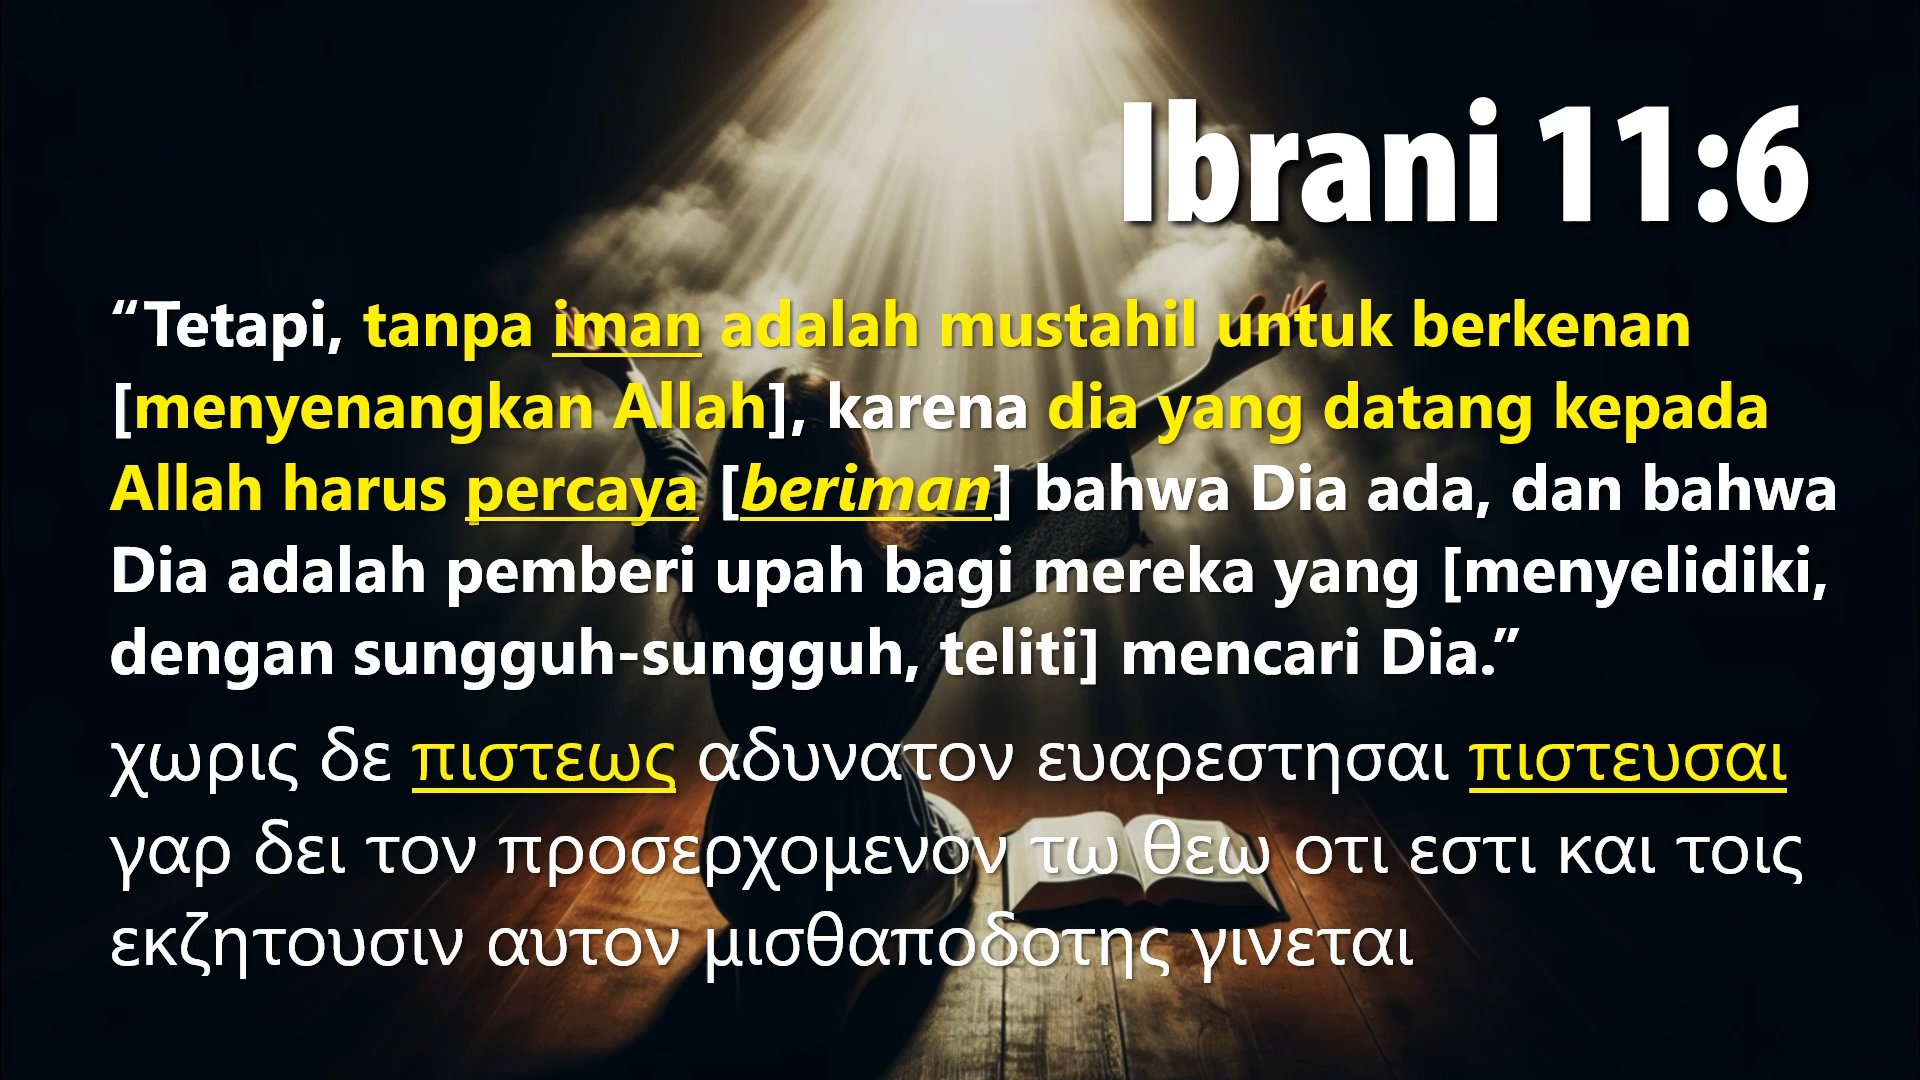 Ibrani 11:6
“Tetapi, tanpa iman adalah mustahil untuk berkenan
[menyenangkan Allah], karena dia yang datang kepada
Allah harus percaya [beriman] bahwa Dia ada, dan bahwa
Dia adalah pemberi upah bagi mereka yang [menyelidiki,
dengan sungguh-sungguh, teliti] mencari Dia.”
χωρις δε πιστεως αδυνατον ευαρεστησαι πιστευσαι
γαρ δει τον προσερχομενον τω θεω οτι εστι και τοις
εκζητουσιν αυτον μισθαποδοτης γινεται